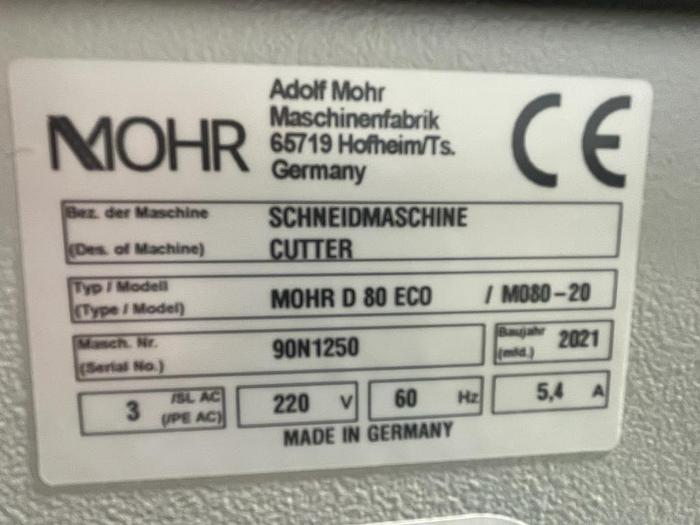 MOHR
Adolf Mohr
Maschinenfabrik
65719 Hofheim/Ts.
Germany
CE
Bez. der Maschine SCHNEIDMASCHINE
(Des. of Machine) CUTTER
Typ / Modell
(Type / Model) MOHR D 80 ECO / M080-20
Masch. Nr.
(Serial No.) 90N1250
Baujahr
(mfd.) 2021
3 /SL AC
(/PE AC)
220 V
60 Hz
5,4 A
MADE IN GERMANY